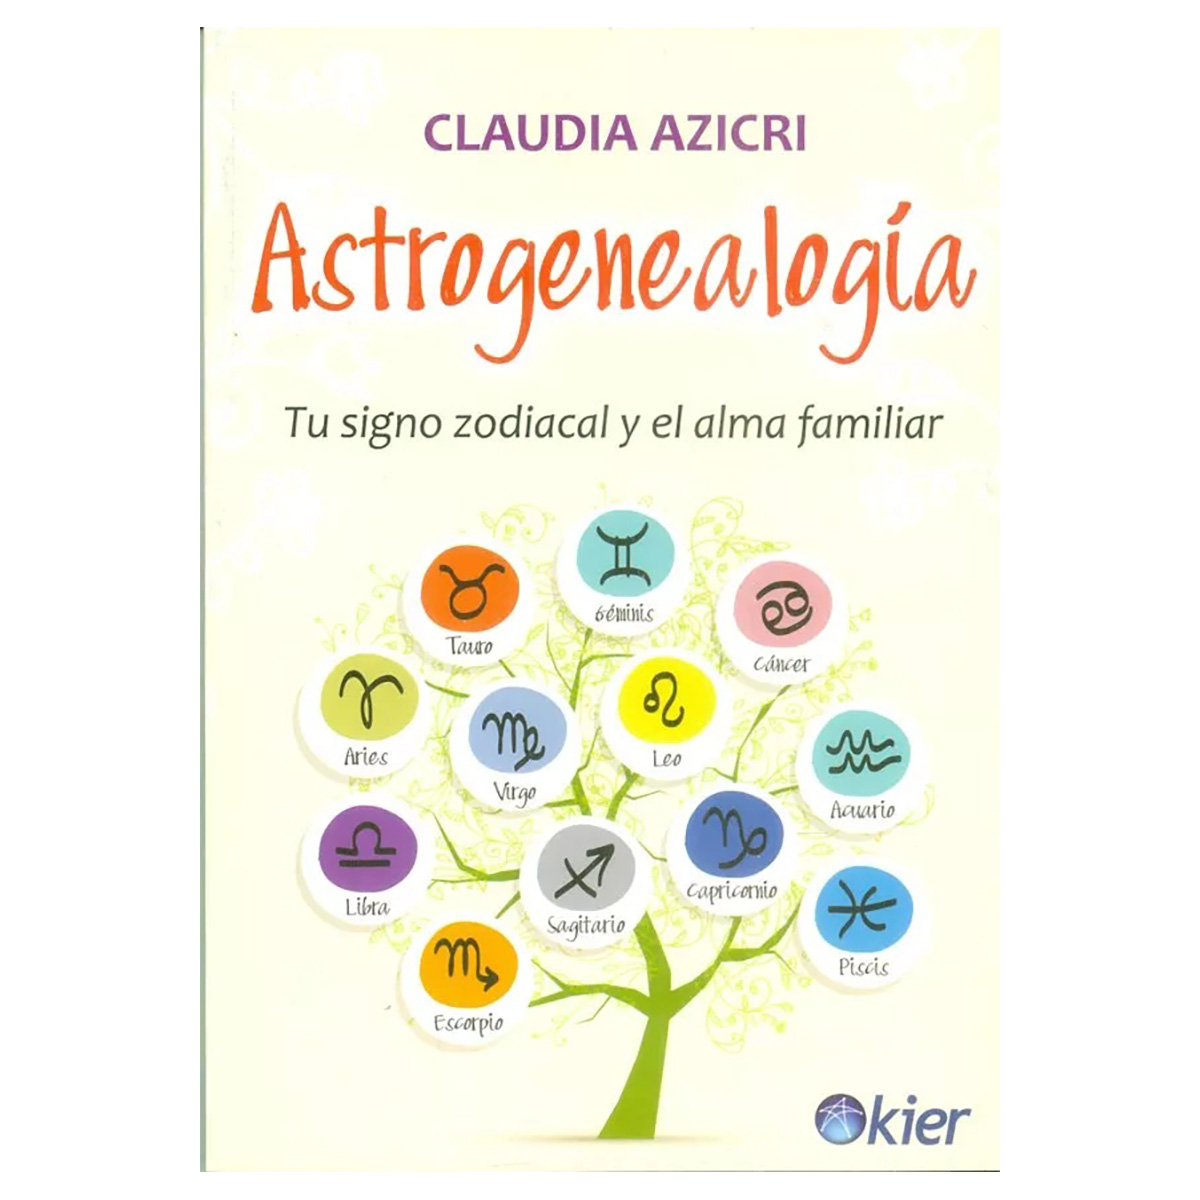 CLAUDIA AZICRI
Astrogenealogía
Tu signo zodiacal y el alma familiar
Géminis
Tauro
Cáncer
Aries
Virgo
Leo
Acuario
Libra
Sagitario
Capricornio
Piscis
Escorpio
kier